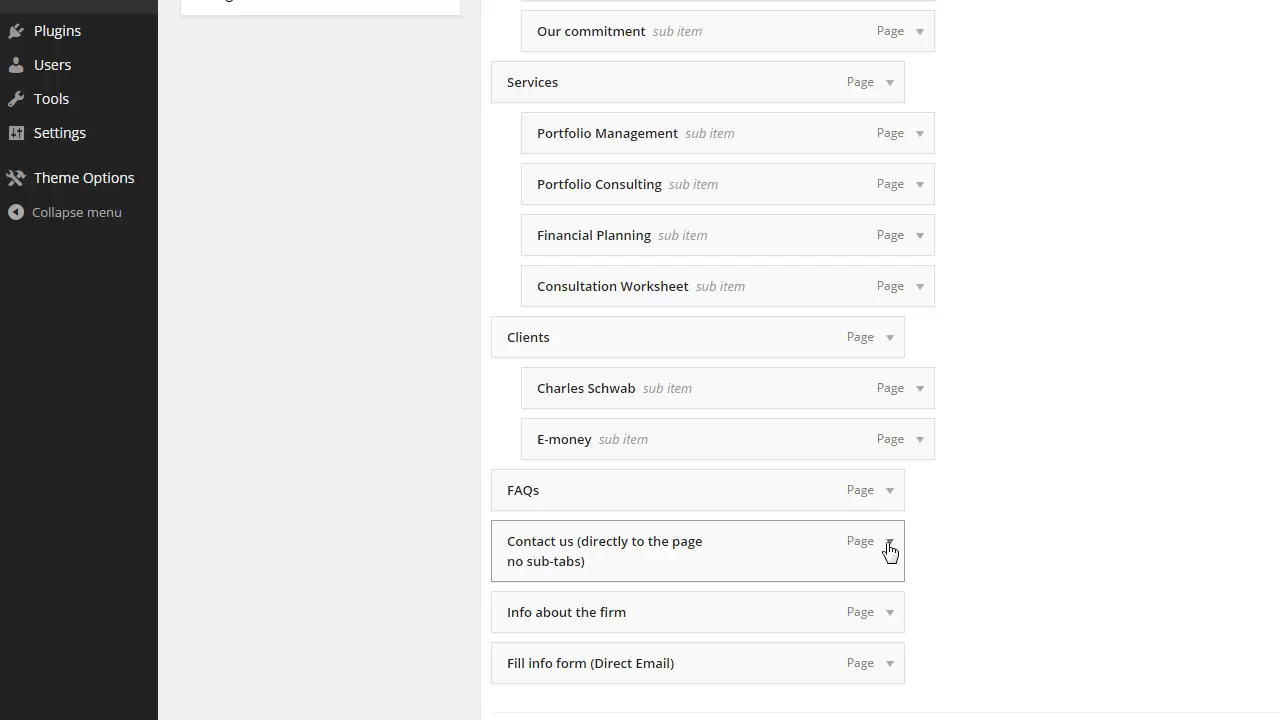 Plugins
Users
Tools
Settings
Theme Options
Collapse menu
Our commitment sub item Page
Services Page
Portfolio Management sub item Page
Portfolio Consulting sub item Page
Financial Planning sub item Page
Consultation Worksheet sub item Page
Clients Page
Charles Schwab sub item Page
E-money sub item Page
FAQs Page
Contact us (directly to the page Page
no sub-tabs)
Info about the firm Page
Fill info form (Direct Email) Page